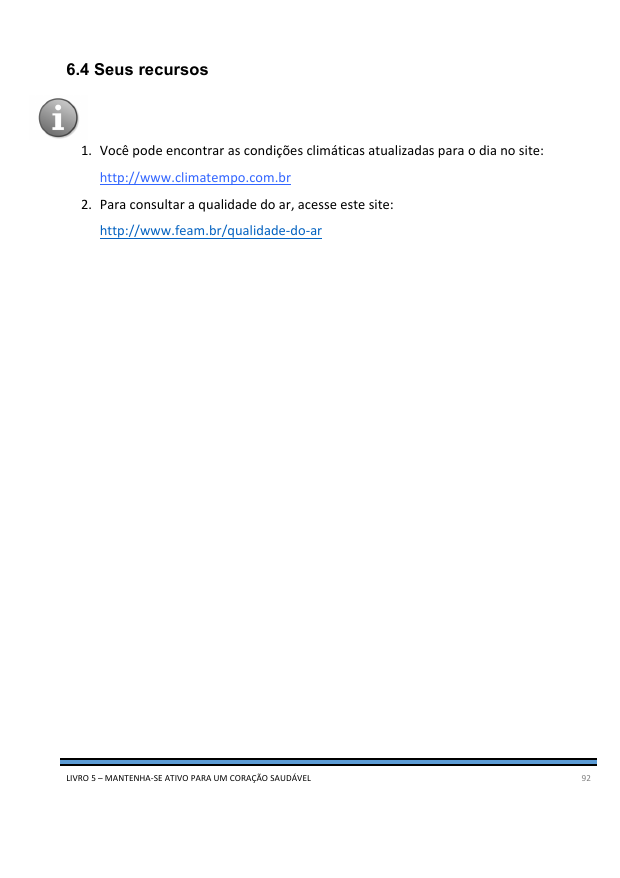 6.4 Seus recursos
1. Você pode encontrar as condições climáticas atualizadas para o dia no site:
http://www.climatempo.com.br
2. Para consultar a qualidade do ar, acesse este site:
http://www.feam.br/qualidade-do-ar
LIVRO 5 – MANTENHA-SE ATIVO PARA UM CORAÇÃO SAUDÁVEL 92